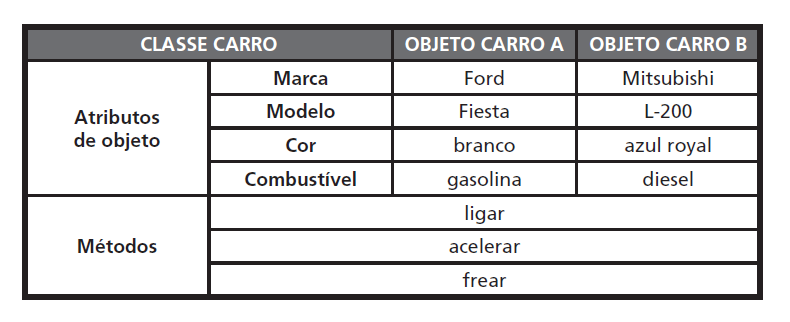 CLASSE CARRO OBJETO CARRO A OBJETO CARRO B
Atributos
de objeto
Marca Ford Mitsubishi
Modelo Fiesta L-200
Cor branco azul royal
Combustível gasolina diesel
Métodos
ligar
acelerar
frear